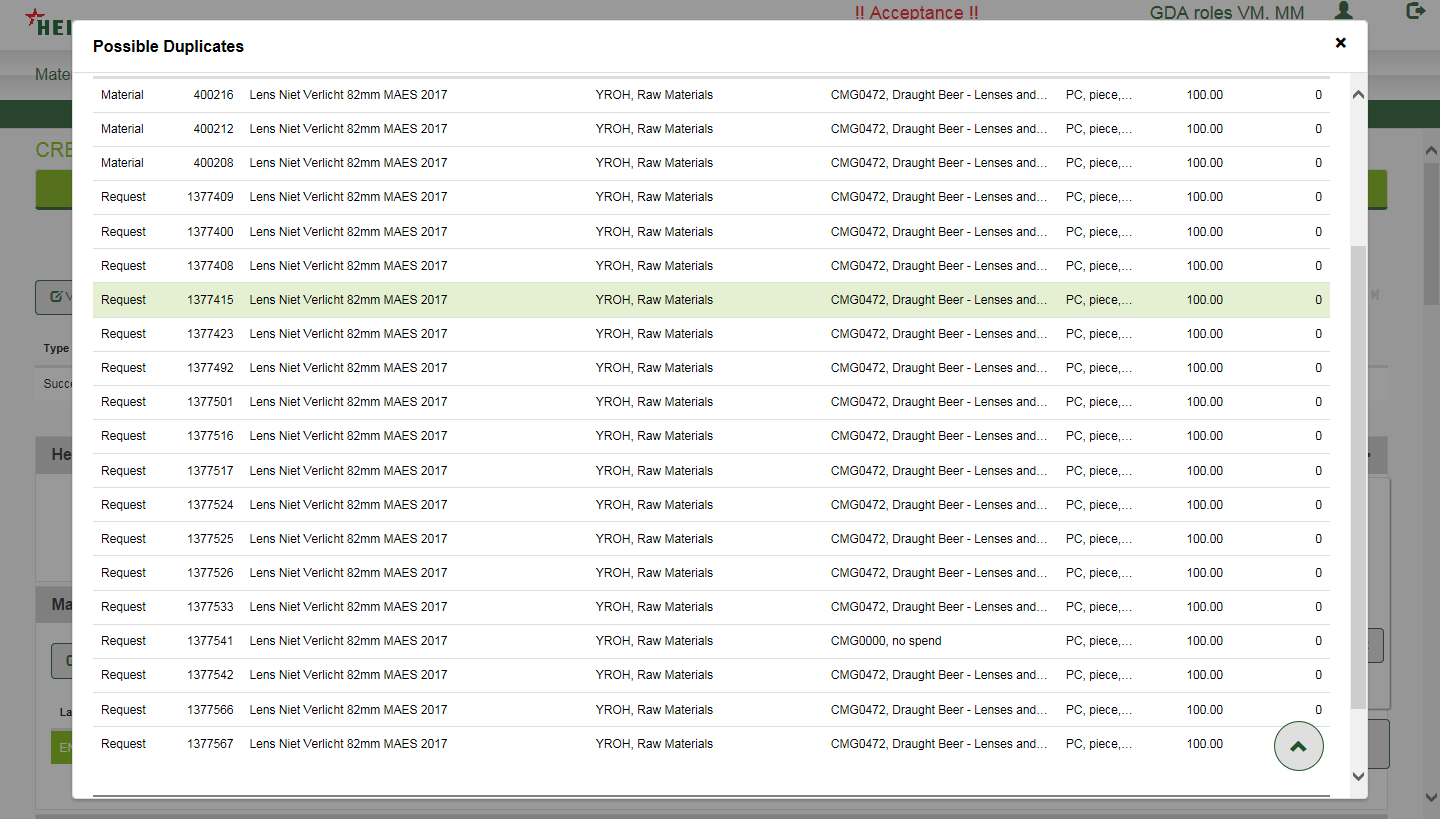 HEI
!! Acceptance !!
GDA roles VM, MM
Possible Duplicates
Mate
Material 400216 Lens Niet Verlicht 82mm MAES 2017 YROH, Raw Materials CMG0472, Draught Beer - Lenses and... PC, piece,... 100.00 0
Material 400212 Lens Niet Verlicht 82mm MAES 2017 YROH, Raw Materials CMG0472, Draught Beer - Lenses and... PC, piece,... 100.00 0
CRE
Material 400208 Lens Niet Verlicht 82mm MAES 2017 YROH, Raw Materials CMG0472, Draught Beer - Lenses and... PC, piece,... 100.00 0
Request 1377409 Lens Niet Verlicht 82mm MAES 2017 YROH, Raw Materials CMG0472, Draught Beer - Lenses and... PC, piece,... 100.00 0
Request 1377400 Lens Niet Verlicht 82mm MAES 2017 YROH, Raw Materials CMG0472, Draught Beer - Lenses and... PC, piece,... 100.00 0
Request 1377408 Lens Niet Verlicht 82mm MAES 2017 YROH, Raw Materials CMG0472, Draught Beer - Lenses and... PC, piece,... 100.00 0
Request 1377415 Lens Niet Verlicht 82mm MAES 2017 YROH, Raw Materials CMG0472, Draught Beer - Lenses and... PC, piece,... 100.00 0
Request 1377423 Lens Niet Verlicht 82mm MAES 2017 YROH, Raw Materials CMG0472, Draught Beer - Lenses and... PC, piece,... 100.00 0
Type
Request 1377492 Lens Niet Verlicht 82mm MAES 2017 YROH, Raw Materials CMG0472, Draught Beer - Lenses and... PC, piece,... 100.00 0
Succe
Request 1377501 Lens Niet Verlicht 82mm MAES 2017 YROH, Raw Materials CMG0472, Draught Beer - Lenses and... PC, piece,... 100.00 0
Request 1377516 Lens Niet Verlicht 82mm MAES 2017 YROH, Raw Materials CMG0472, Draught Beer - Lenses and... PC, piece,... 100.00 0
He
Request 1377517 Lens Niet Verlicht 82mm MAES 2017 YROH, Raw Materials CMG0472, Draught Beer - Lenses and... PC, piece,... 100.00 0
Request 1377524 Lens Niet Verlicht 82mm MAES 2017 YROH, Raw Materials CMG0472, Draught Beer - Lenses and... PC, piece,... 100.00 0
Request 1377525 Lens Niet Verlicht 82mm MAES 2017 YROH, Raw Materials CMG0472, Draught Beer - Lenses and... PC, piece,... 100.00 0
Request 1377526 Lens Niet Verlicht 82mm MAES 2017 YROH, Raw Materials CMG0472, Draught Beer - Lenses and... PC, piece,... 100.00 0
Ma
Request 1377533 Lens Niet Verlicht 82mm MAES 2017 YROH, Raw Materials CMG0472, Draught Beer - Lenses and... PC, piece,... 100.00 0
Request 1377541 Lens Niet Verlicht 82mm MAES 2017 YROH, Raw Materials CMG0000, no spend PC, piece,... 100.00 0
Request 1377542 Lens Niet Verlicht 82mm MAES 2017 YROH, Raw Materials CMG0472, Draught Beer - Lenses and... PC, piece,... 100.00 0
La
Request 1377566 Lens Niet Verlicht 82mm MAES 2017 YROH, Raw Materials CMG0472, Draught Beer - Lenses and... PC, piece,... 100.00 0
EN
Request 1377567 Lens Niet Verlicht 82mm MAES 2017 YROH, Raw Materials CMG0472, Draught Beer - Lenses and... PC, piece,... 100.00